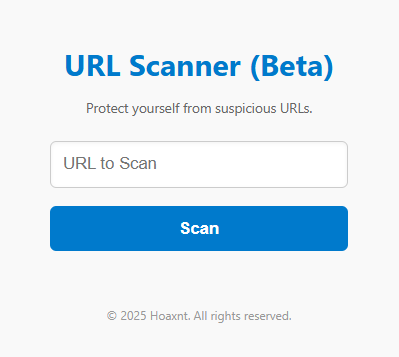 URL Scanner (Beta)
Protect yourself from suspicious URLs.
URL to Scan
Scan
© 2025 Hoaxnt. All rights reserved.